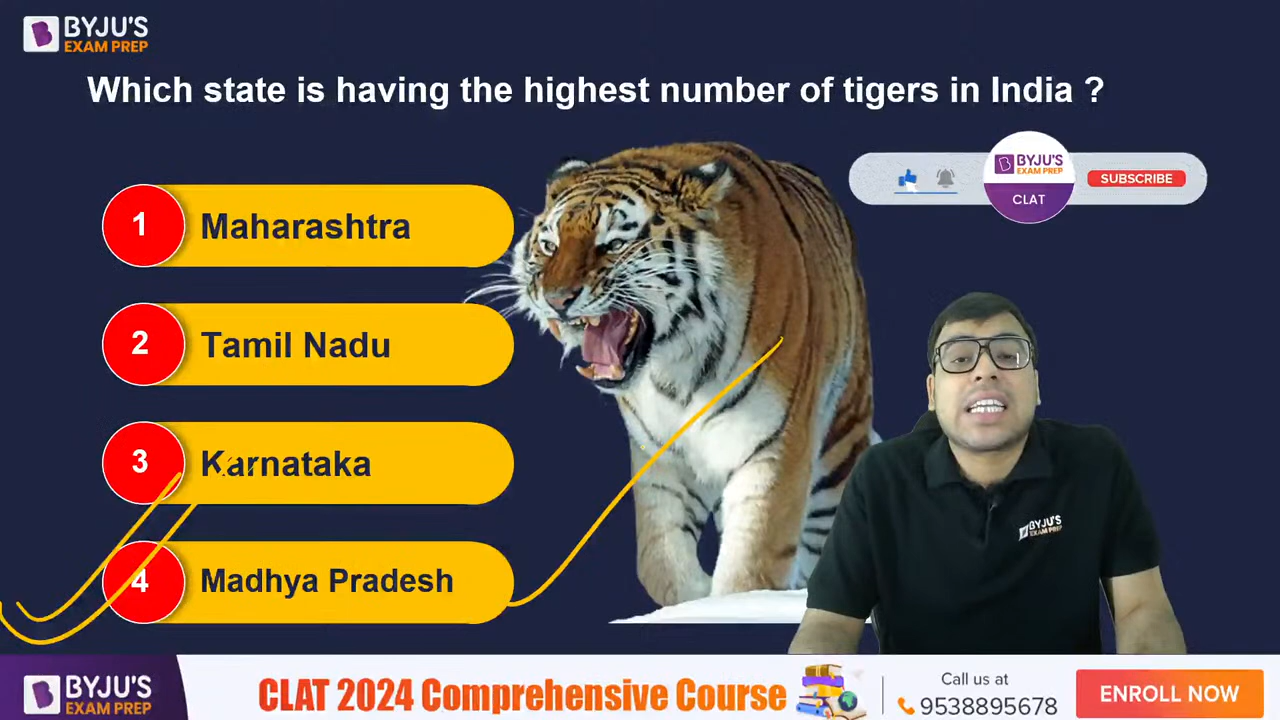 BYJU'S
EXAM PREP
Which state is having the highest number of tigers in India ?
BYJU'S
EXAM PREP
SUBSCRIBE
CLAT
1 Maharashtra
2 Tamil Nadu
3 Karnataka
4 Madhya Pradesh
BYJU'S
EXAM PREP
BYJU'S
EXAM PREP
CLAT 2024 Comprehensive Course
Call us at
9538895678
ENROLL NOW